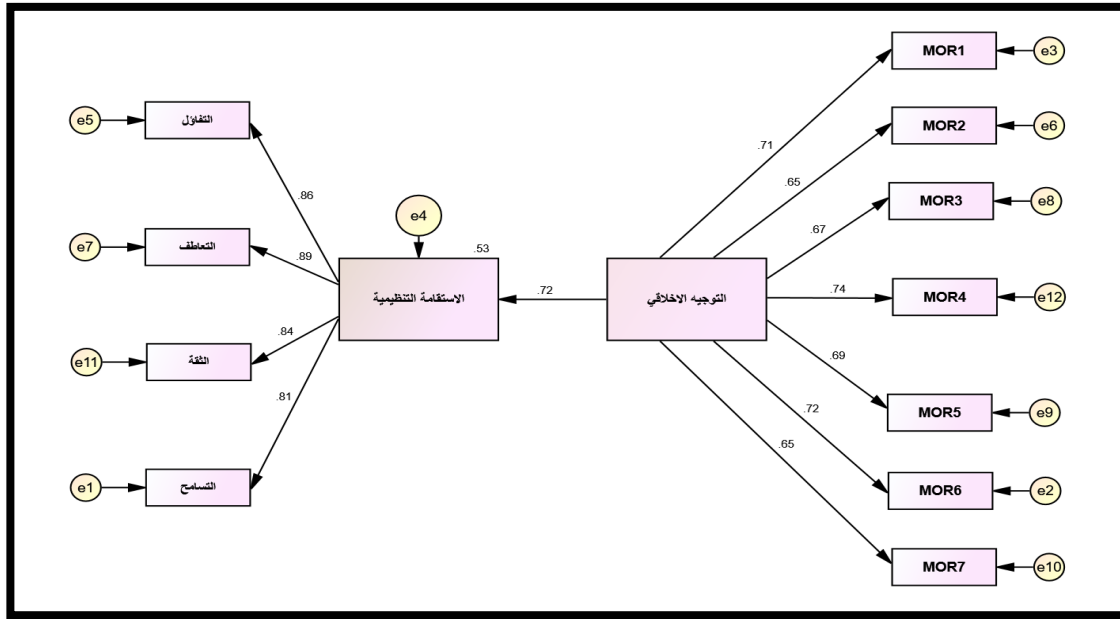 MOR1
e3
e5
التفاؤل
MOR2
e6
.71
.65
.86
e4
MOR3
e8
.67
e7
التعاطف
.89
.53
الاستقامة التنظيمية
.72
التوجيه الاخلاقي
.74
MOR4
e12
.84
e11
الثقة
.69
.81
.72
MOR5
e9
.65
e1
التسامح
MOR6
e2
MOR7
e10